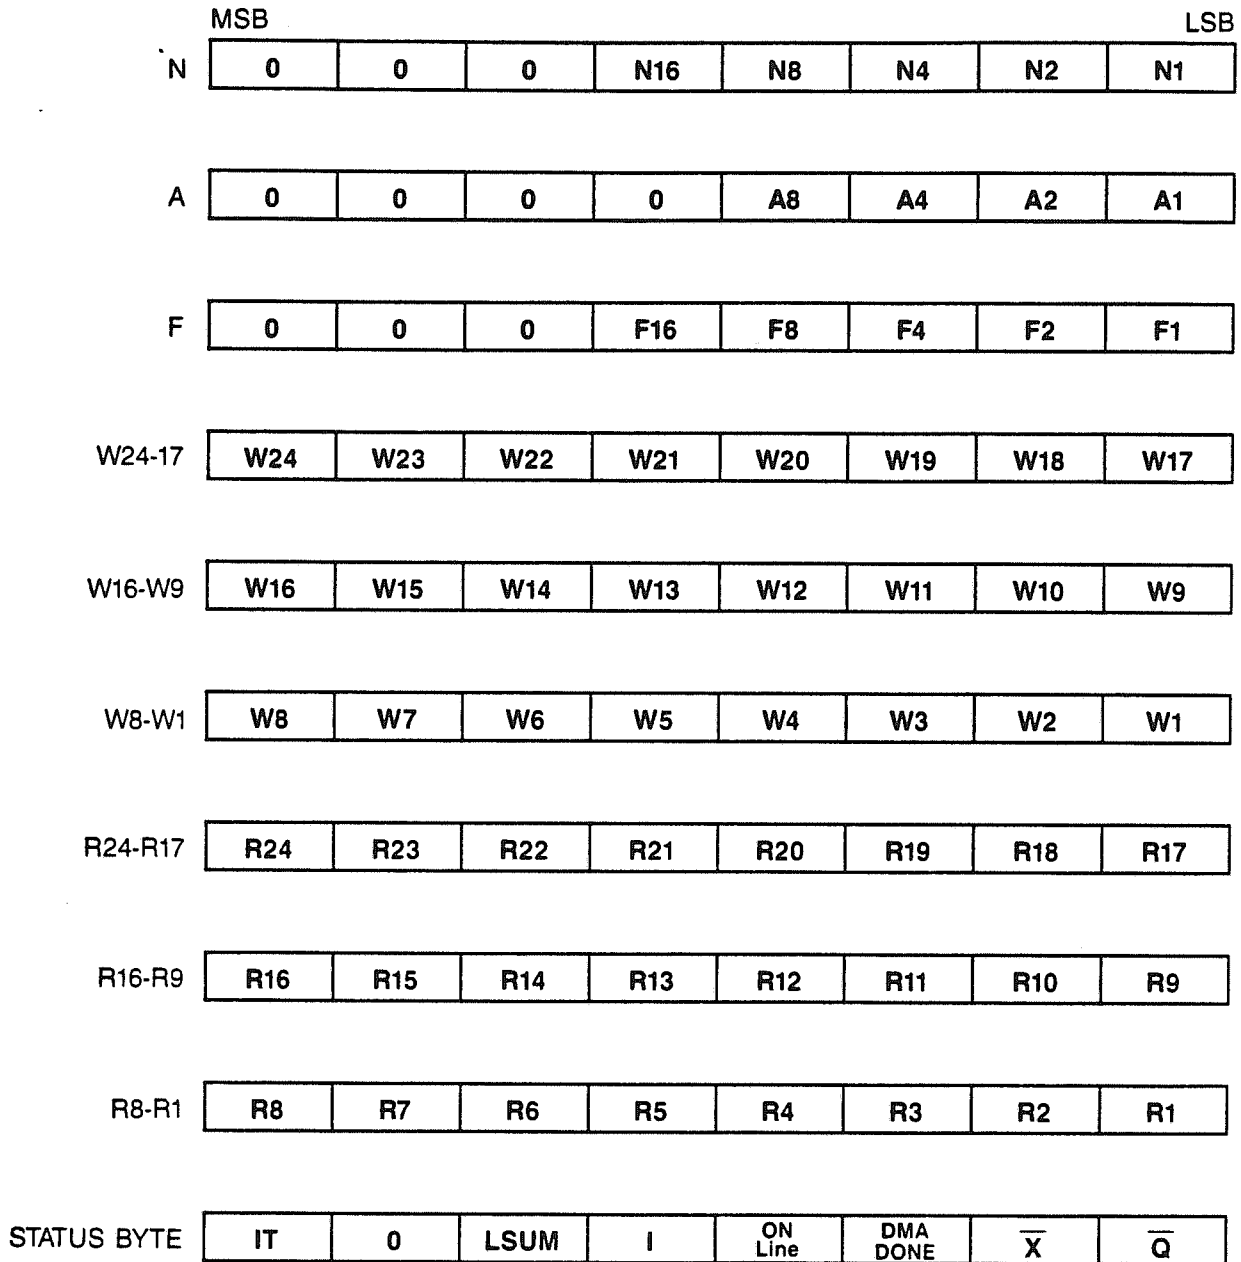 MSB LSB
N 0 0 0 N16 N8 N4 N2 N1
A 0 0 0 0 A8 A4 A2 A1
F 0 0 0 F16 F8 F4 F2 F1
W24-17 W24 W23 W22 W21 W20 W19 W18 W17
W16-W9 W16 W15 W14 W13 W12 W11 W10 W9
W8-W1 W8 W7 W6 W5 W4 W3 W2 W1
R24-R17 R24 R23 R22 R21 R20 R19 R18 R17
R16-R9 R16 R15 R14 R13 R12 R11 R10 R9
R8-R1 R8 R7 R6 R5 R4 R3 R2 R1
STATUS BYTE IT 0 LSUM I ON Line DMA DONE X̅ Q̅